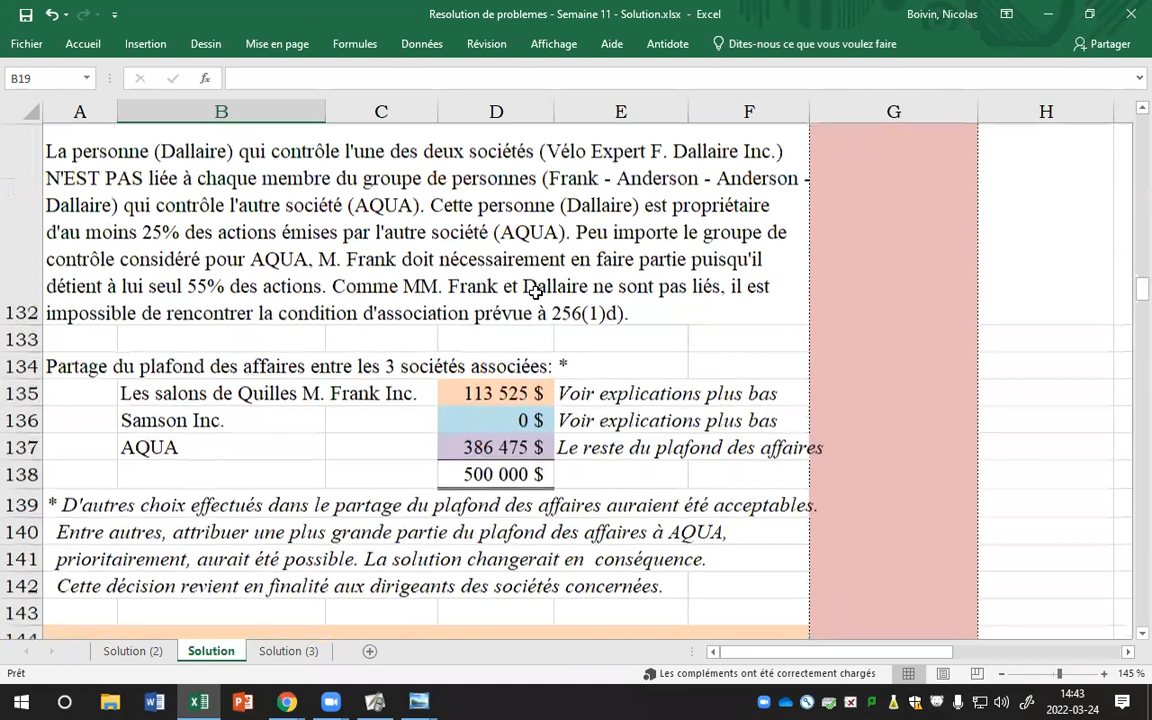 Resolution de problemes - Semaine 11 - Solution.xlsx - Excel
Boivin, Nicolas
Fichier Accueil Insertion Dessin Mise en page Formules Données Révision Affichage Aide Antidote Dites-nous ce que vous voulez faire Partager
B19 fx
A B C D E F G H
La personne (Dallaire) qui contrôle l'une des deux sociétés (Vélo Expert F. Dallaire Inc.)
N'EST PAS liée à chaque membre du groupe de personnes (Frank - Anderson - Anderson -
Dallaire) qui contrôle l'autre société (AQUA). Cette personne (Dallaire) est propriétaire
d'au moins 25% des actions émises par l'autre société (AQUA). Peu importe le groupe de
contrôle considéré pour AQUA, M. Frank doit nécessairement en faire partie puisqu'il
détient à lui seul 55% des actions. Comme MM. Frank et Dallaire ne sont pas liés, il est
132 impossible de rencontrer la condition d'association prévue à 256(1)d).
133
134 Partage du plafond des affaires entre les 3 sociétés associées: *
135 Les salons de Quilles M. Frank Inc. 113 525 $ Voir explications plus bas
136 Samson Inc. 0 $ Voir explications plus bas
137 AQUA 386 475 $ Le reste du plafond des affaires
138 500 000 $
139 * D'autres choix effectués dans le partage du plafond des affaires auraient été acceptables.
140 Entre autres, attribuer une plus grande partie du plafond des affaires à AQUA,
141 prioritairement, aurait été possible. La solution changerait en conséquence.
142 Cette décision revient en finalité aux dirigeants des sociétés concernées.
143
144
Solution (2) Solution Solution (3)
Prêt Les compléments ont été correctement chargés 145 %
14:43
2022-03-24